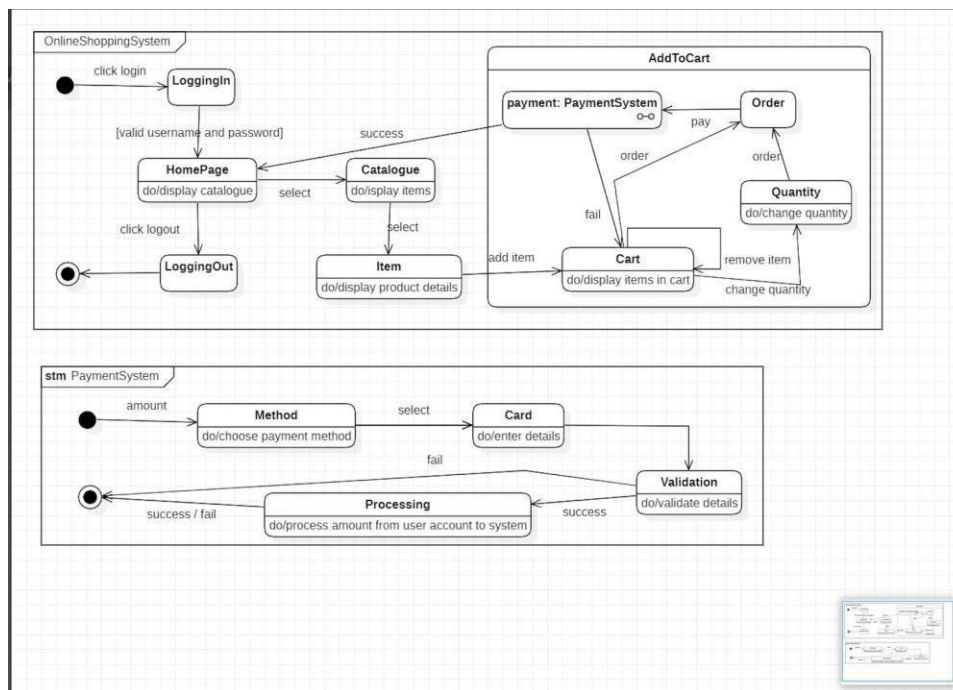 OnlineShoppingSystem
AddToCart
click login
LoggingIn
payment: PaymentSystem
Order
pay
[valid username and password]
success
order
order
HomePage
do/display catalogue
select
Catalogue
do/isplay items
Quantity
do/change quantity
fail
click logout
select
add item
Cart
do/display items in cart
remove item
LoggingOut
Item
do/display product details
change quantity
stm PaymentSystem
amount
Method
do/choose payment method
select
Card
do/enter details
fail
Validation
do/validate details
Processing
do/process amount from user account to system
success
success / fail